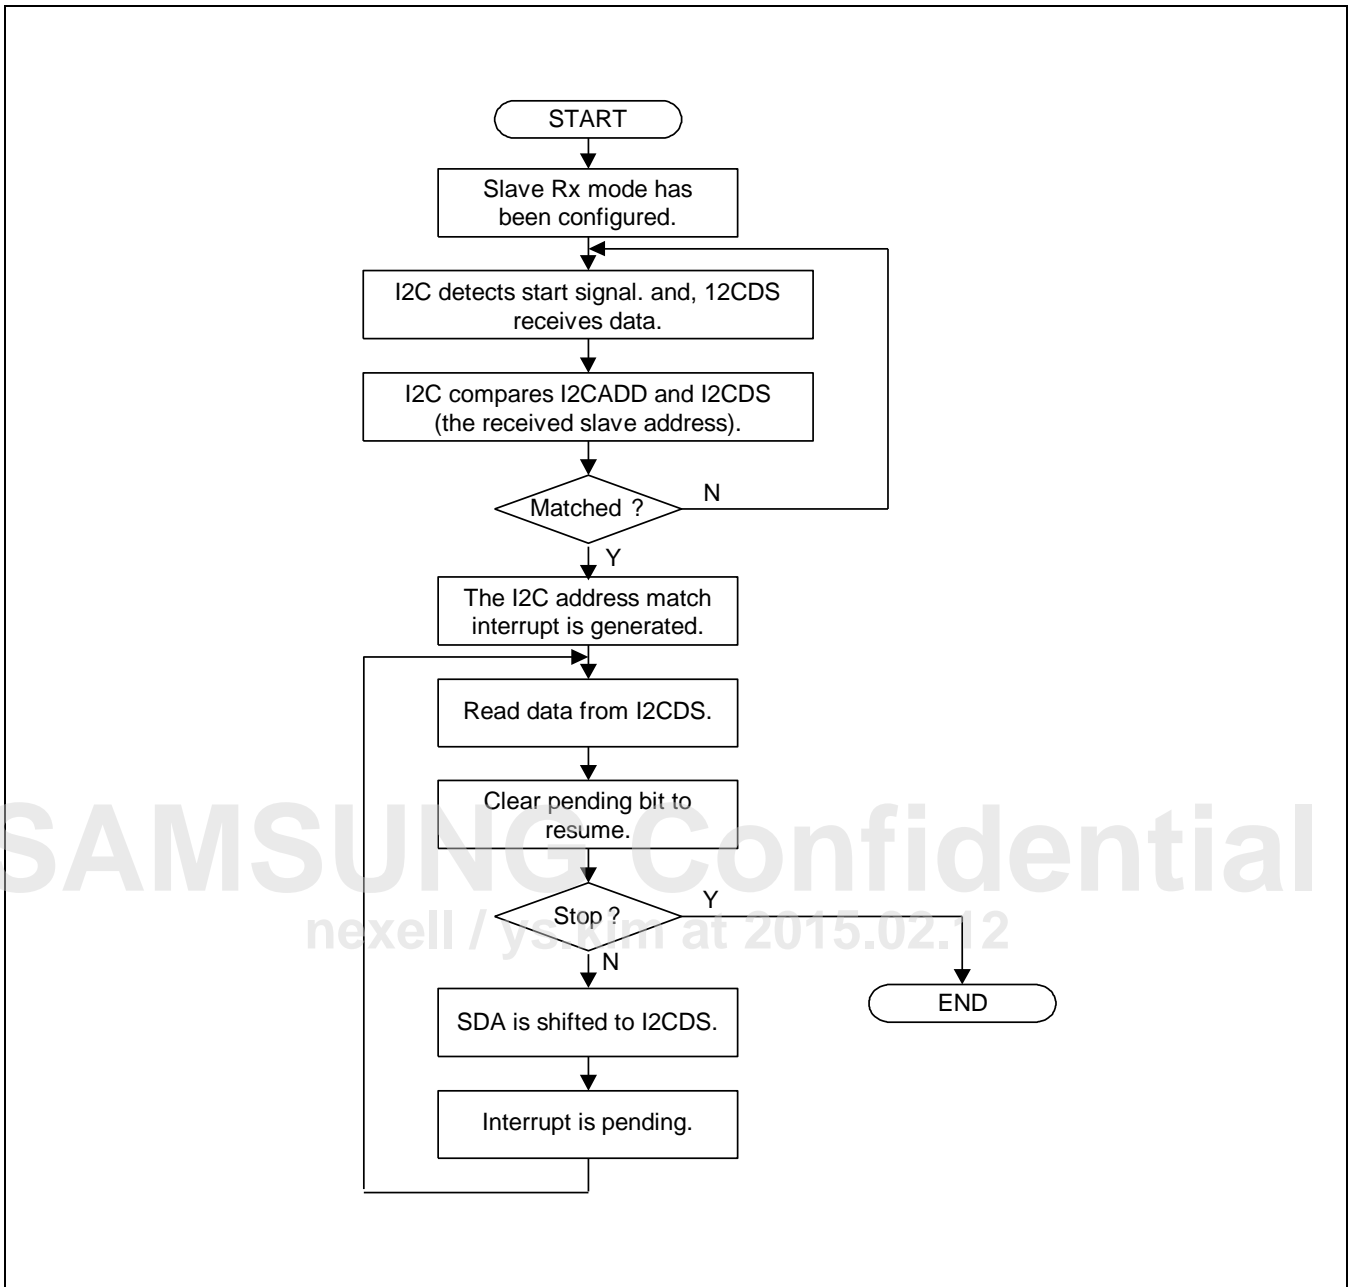 START
Slave Rx mode has
been configured.
I2C detects start signal. and, 12CDS
receives data.
I2C compares I2CADD and I2CDS
(the received slave address).
Matched ?
N
Y
The I2C address match
interrupt is generated.
Read data from I2CDS.
Clear pending bit to
resume.
SAMSUNG Confidential
Stop ?
Y
nexell / ys.kim at 2015.02.12
N
SDA is shifted to I2CDS.
END
Interrupt is pending.